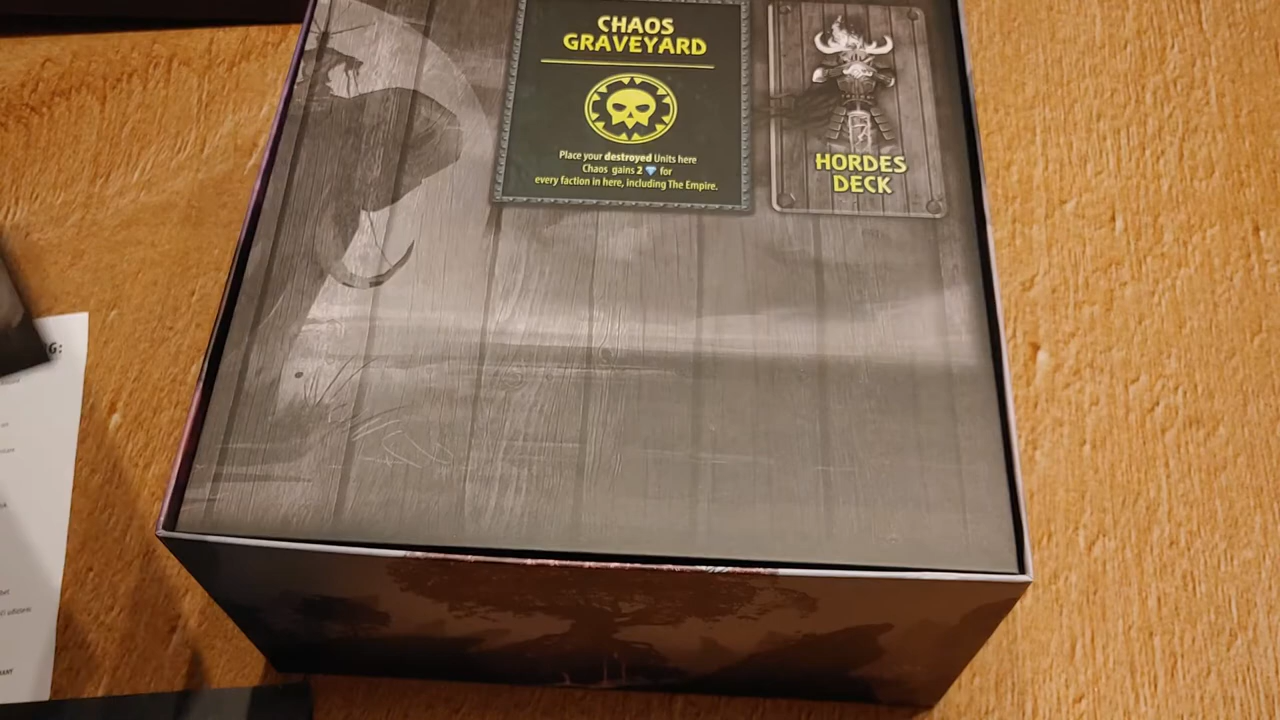 CHAOS
GRAVEYARD
Place your destroyed Units here
Chaos gains 2 for
every faction in here, including The Empire.
HORDES
DECK
G: